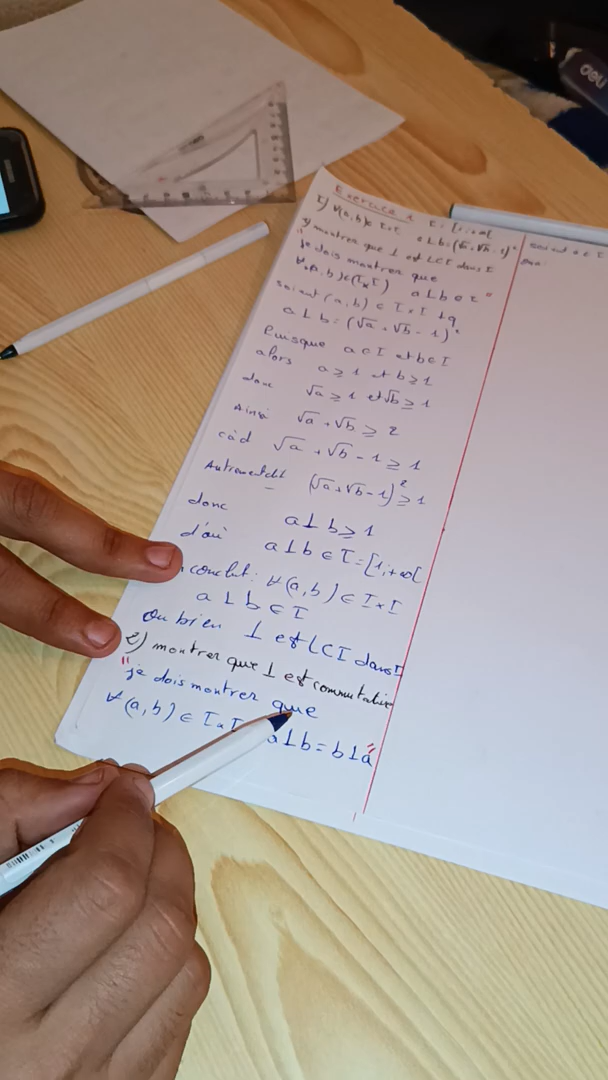 Exercice 1 I = [1;+∞[
I) ∀(a,b)∈ I×I a⊥b=(√a+√b-1)²
1) montrer que ⊥ est LCI dans I
"je dois montrer que
∀(a,b)∈(I×I) a⊥b∈I"
soient (a,b) ∈ I×I tq
a⊥b=(√a+√b-1)²
Puisque a∈I et b∈I
alors a≥1 et b≥1
donc √a≥1 et √b≥1
Ainsi √a+√b≥2
càd √a+√b-1≥1
Autrement dit (√a+√b-1)²≥1
donc a⊥b≥1
d'où a⊥b∈I=[1;+∞[
conclut: ∀(a,b)∈I×I
a⊥b∈I
ou bien ⊥ est LCI dans I
2) montrer que ⊥ est commutative
"je dois montrer que
∀(a,b)∈I×I a⊥b=b⊥a"
deli